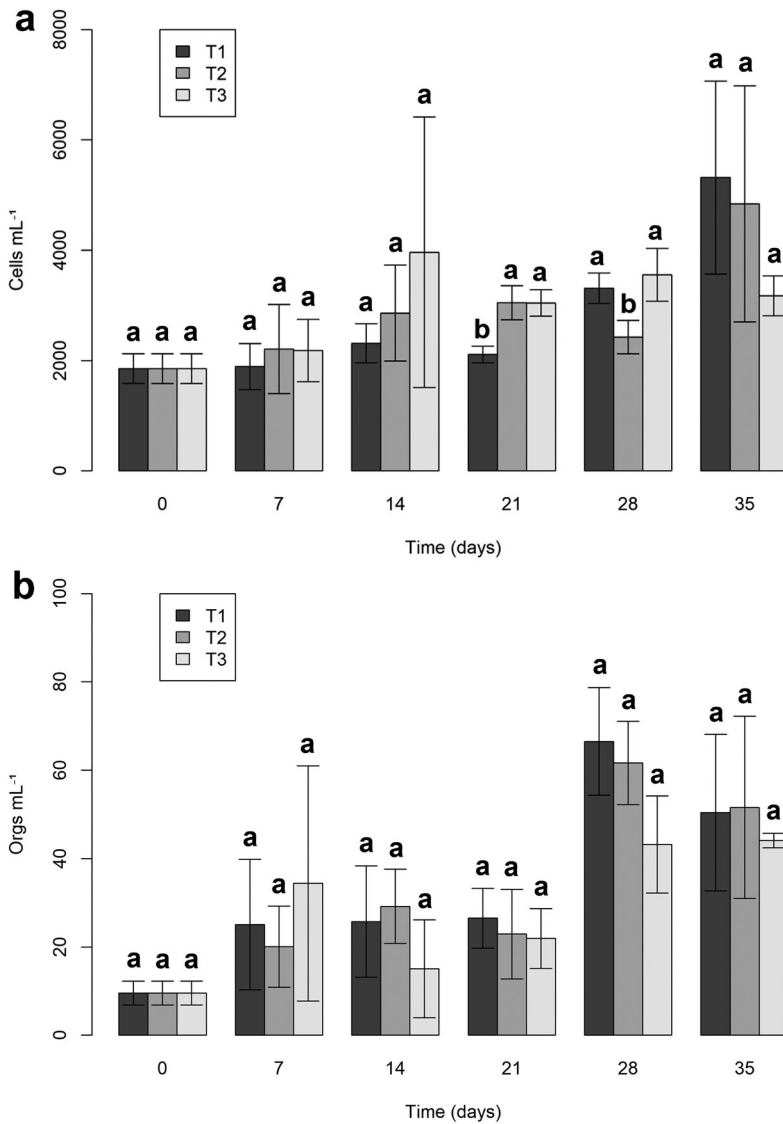 a
8000
6000
4000
2000
0
Cells mL⁻¹
T1
T2
T3
a a a
a a a
a a a
b a a
a b a
a a a
0 7 14 21 28 35
Time (days)
b
100
80
60
40
20
0
Orgs mL⁻¹
T1
T2
T3
a a a
a a a
a a a
a a a
a a a
a a a
0 7 14 21 28 35
Time (days)